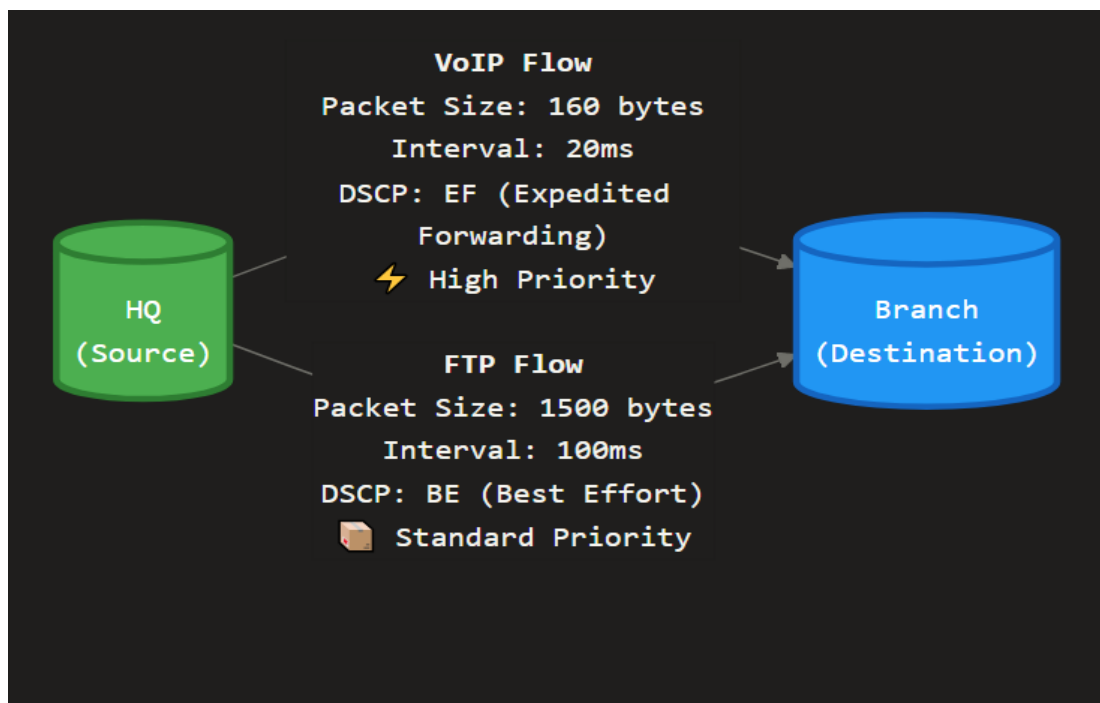 VoIP Flow
Packet Size: 160 bytes
Interval: 20ms
DSCP: EF (Expedited
Forwarding)
⚡ High Priority
HQ
(Source)
Branch
(Destination)
FTP Flow
Packet Size: 1500 bytes
Interval: 100ms
DSCP: BE (Best Effort)
📦 Standard Priority